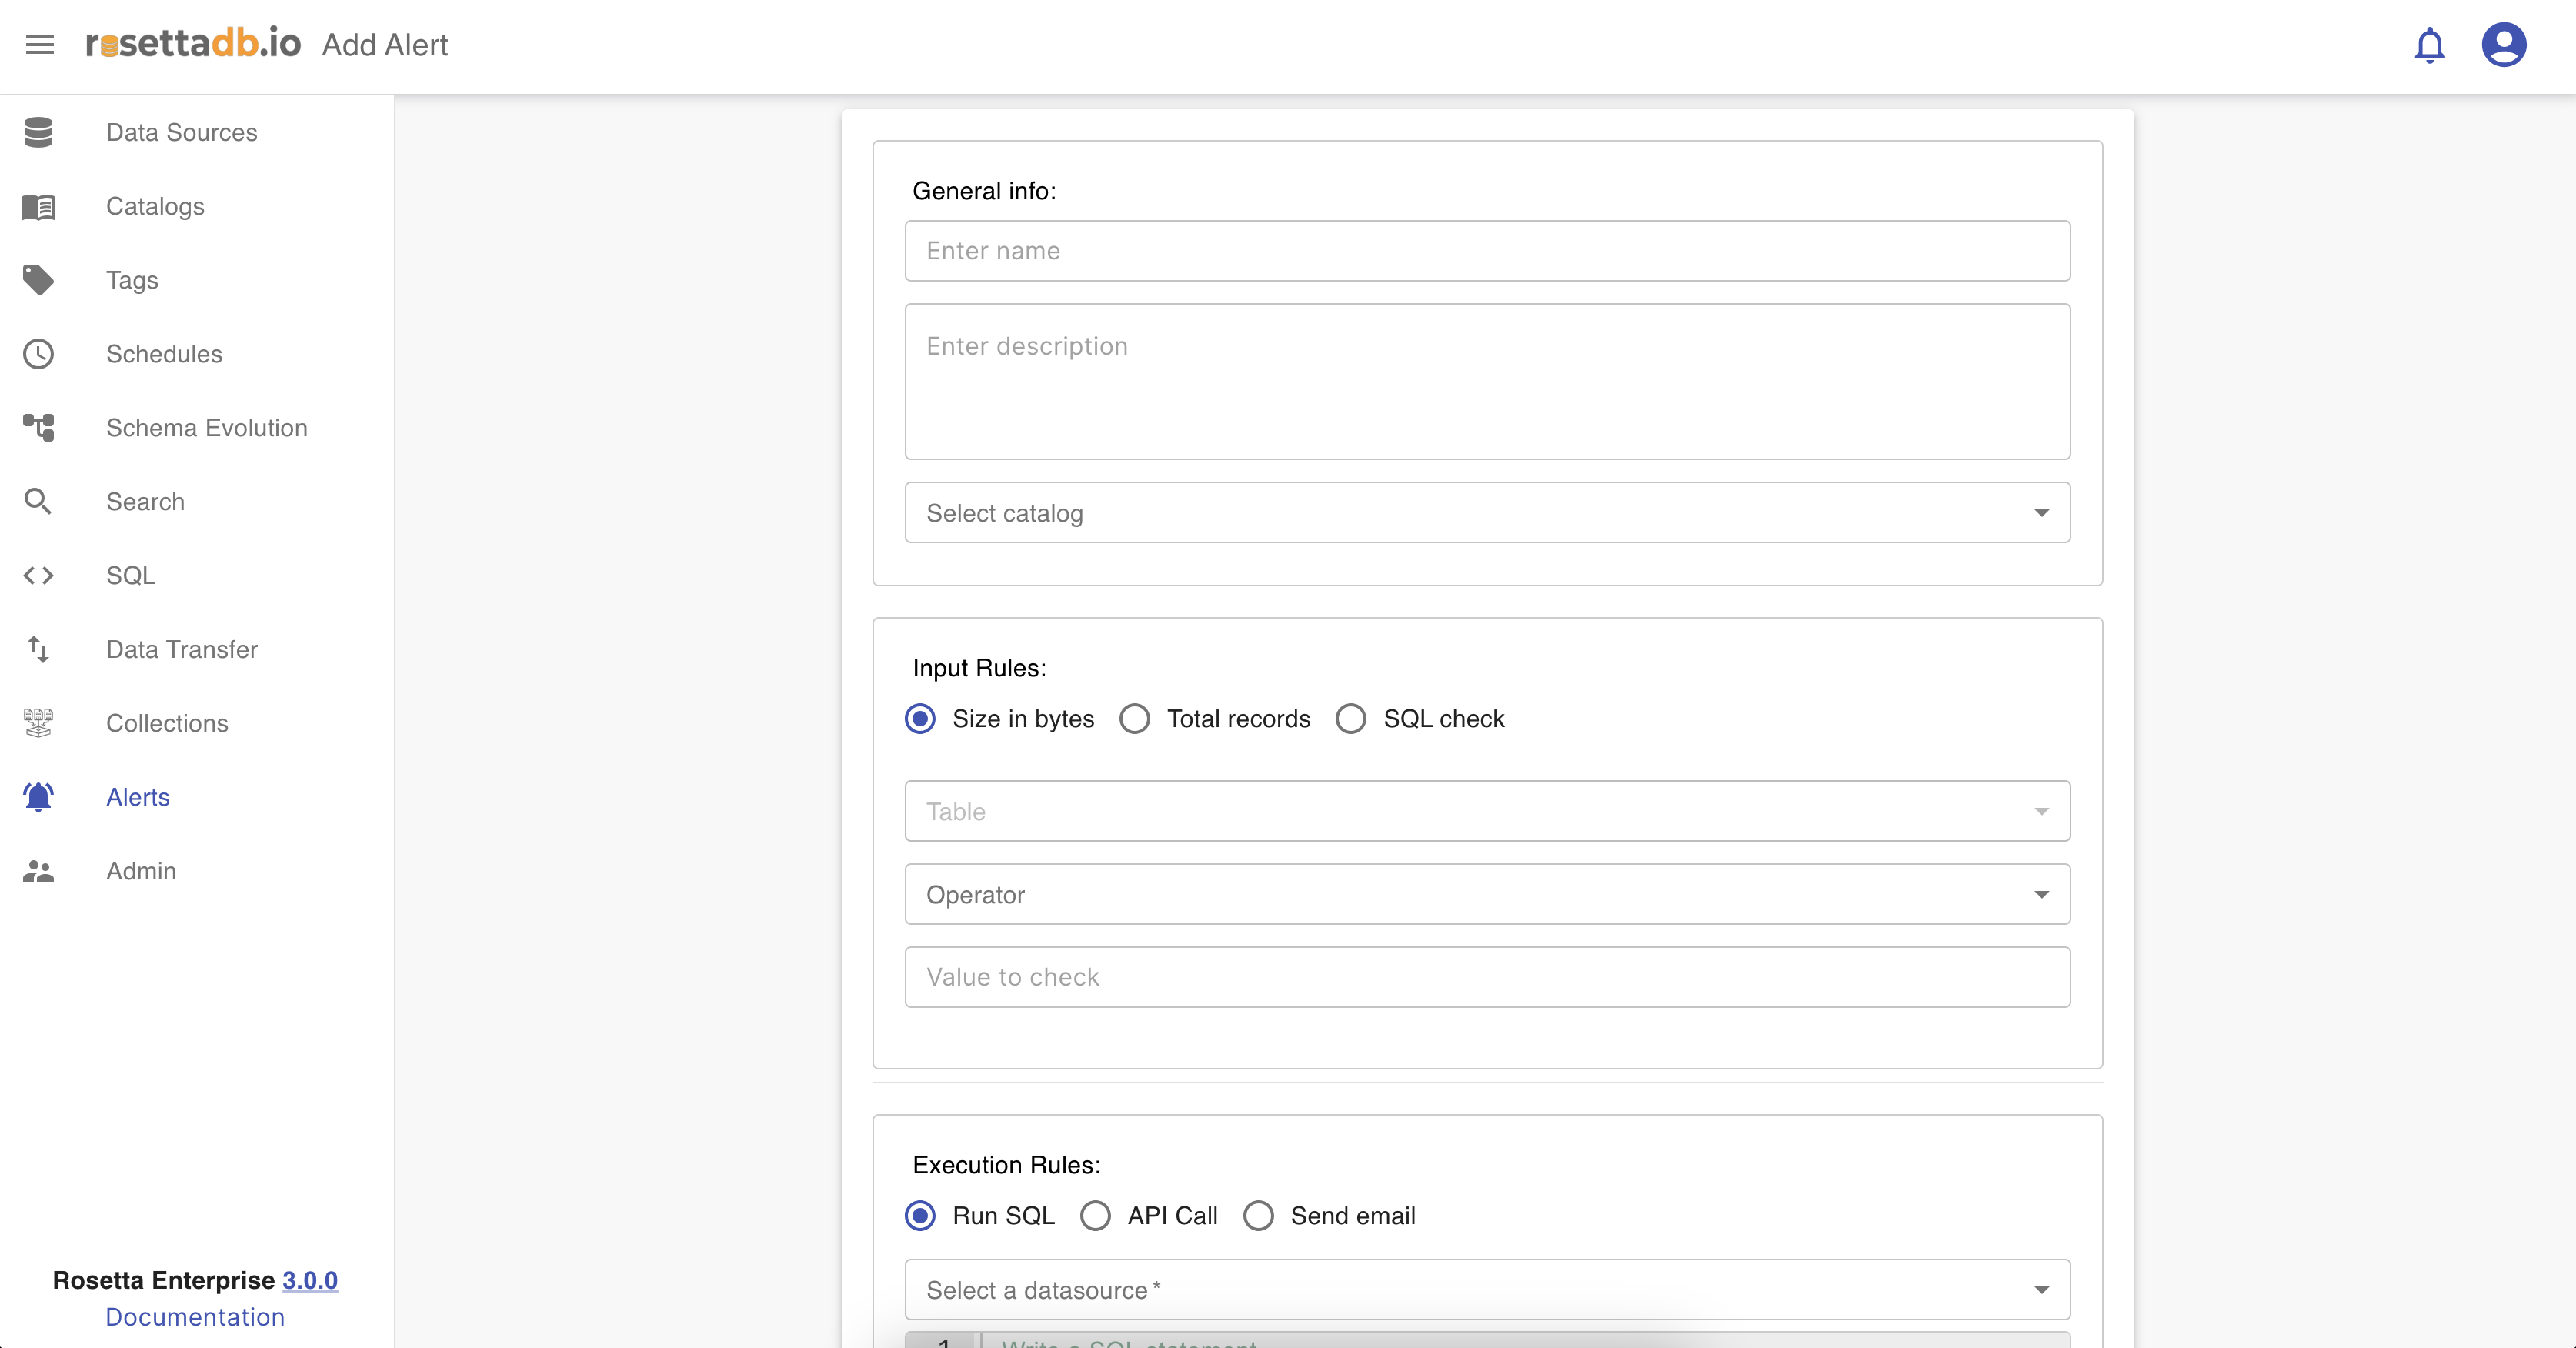 rosettadb.io Add Alert
Data Sources
Catalogs
Tags
Schedules
Schema Evolution
Search
SQL
Data Transfer
Collections
Alerts
Admin
Rosetta Enterprise 3.0.0
Documentation
General info:
Enter name
Enter description
Select catalog
Input Rules:
Size in bytes Total records SQL check
Table
Operator
Value to check
Execution Rules:
Run SQL API Call Send email
Select a datasource *
1 Write a SQL statement